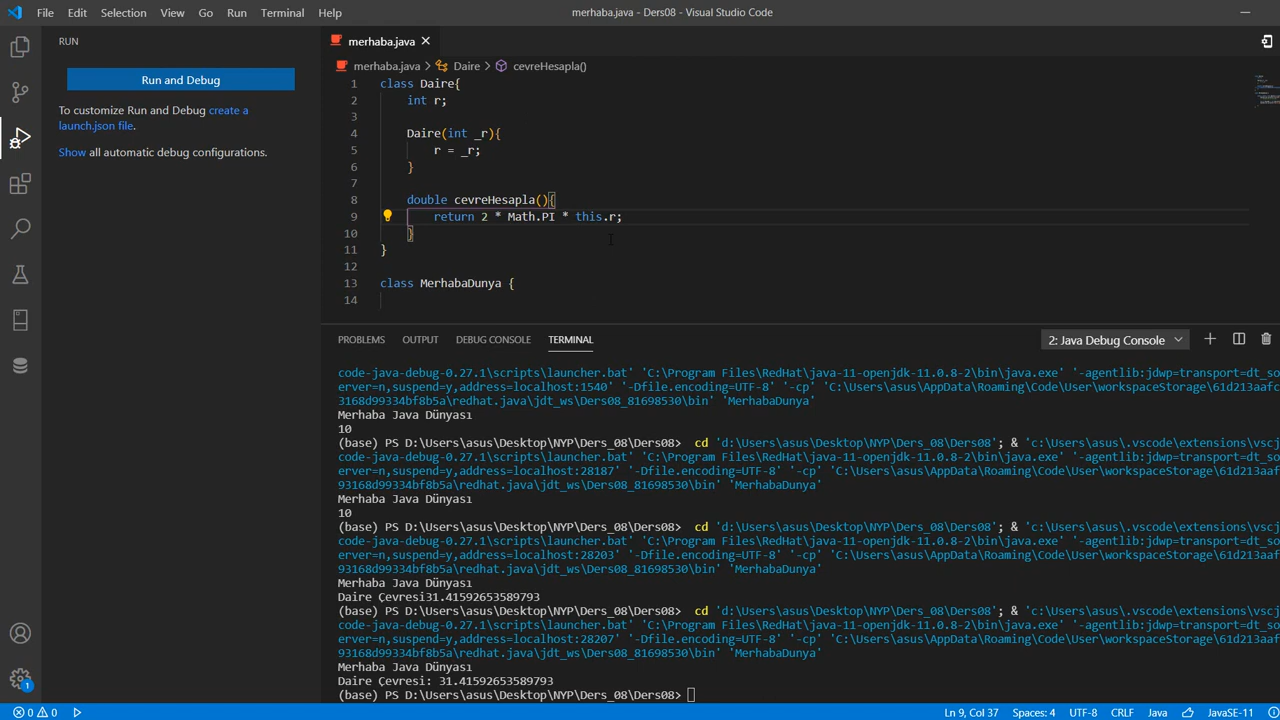 File Edit Selection View Go Run Terminal Help
merhaba.java - Ders08 - Visual Studio Code
RUN
Run and Debug
To customize Run and Debug create a
launch.json file.
Show all automatic debug configurations.
merhaba.java
merhaba.java > Daire > cevreHesapla()
1 class Daire{
2 int r;
3
4 Daire(int _r){
5 r = _r;
6 }
7
8 double cevreHesapla(){
9 return 2 * Math.PI * this.r;
10 }
11 }
12
13 class MerhabaDunya {
14
PROBLEMS OUTPUT DEBUG CONSOLE TERMINAL
2: Java Debug Console
code-java-debug-0.27.1\scripts\launcher.bat' 'C:\Program Files\RedHat\java-11-openjdk-11.0.8-2\bin\java.exe' '-agentlib:jdwp=transport=dt_so
erver=n,suspend=y,address=localhost:1540' '-Dfile.encoding=UTF-8' '-cp' 'C:\Users\asus\AppData\Roaming\Code\User\workspaceStorage\61d213aafc
3168d99334bf8b5a\redhat.java\jdt_ws\Ders08_81698530\bin' 'MerhabaDunya'
Merhaba Java Dünyası
10
(base) PS D:\Users\asus\Desktop\NYP\Ders_08\Ders08> cd 'd:\Users\asus\Desktop\NYP\Ders_08\Ders08'; & 'c:\Users\asus\.vscode\extensions\vscj
code-java-debug-0.27.1\scripts\launcher.bat' 'C:\Program Files\RedHat\java-11-openjdk-11.0.8-2\bin\java.exe' '-agentlib:jdwp=transport=dt_so
erver=n,suspend=y,address=localhost:28187' '-Dfile.encoding=UTF-8' '-cp' 'C:\Users\asus\AppData\Roaming\Code\User\workspaceStorage\61d213aaf
93168d99334bf8b5a\redhat.java\jdt_ws\Ders08_81698530\bin' 'MerhabaDunya'
Merhaba Java Dünyası
10
(base) PS D:\Users\asus\Desktop\NYP\Ders_08\Ders08> cd 'd:\Users\asus\Desktop\NYP\Ders_08\Ders08'; & 'c:\Users\asus\.vscode\extensions\vscj
code-java-debug-0.27.1\scripts\launcher.bat' 'C:\Program Files\RedHat\java-11-openjdk-11.0.8-2\bin\java.exe' '-agentlib:jdwp=transport=dt_so
erver=n,suspend=y,address=localhost:28203' '-Dfile.encoding=UTF-8' '-cp' 'C:\Users\asus\AppData\Roaming\Code\User\workspaceStorage\61d213aaf
93168d99334bf8b5a\redhat.java\jdt_ws\Ders08_81698530\bin' 'MerhabaDunya'
Merhaba Java Dünyası
Daire Çevresi31.41592653589793
(base) PS D:\Users\asus\Desktop\NYP\Ders_08\Ders08> cd 'd:\Users\asus\Desktop\NYP\Ders_08\Ders08'; & 'c:\Users\asus\.vscode\extensions\vscj
code-java-debug-0.27.1\scripts\launcher.bat' 'C:\Program Files\RedHat\java-11-openjdk-11.0.8-2\bin\java.exe' '-agentlib:jdwp=transport=dt_so
erver=n,suspend=y,address=localhost:28207' '-Dfile.encoding=UTF-8' '-cp' 'C:\Users\asus\AppData\Roaming\Code\User\workspaceStorage\61d213aaf
93168d99334bf8b5a\redhat.java\jdt_ws\Ders08_81698530\bin' 'MerhabaDunya'
Merhaba Java Dünyası
Daire Çevresi: 31.41592653589793
(base) PS D:\Users\asus\Desktop\NYP\Ders_08\Ders08>
1
0 0 Ln 9, Col 37 Spaces: 4 UTF-8 CRLF Java JavaSE-11